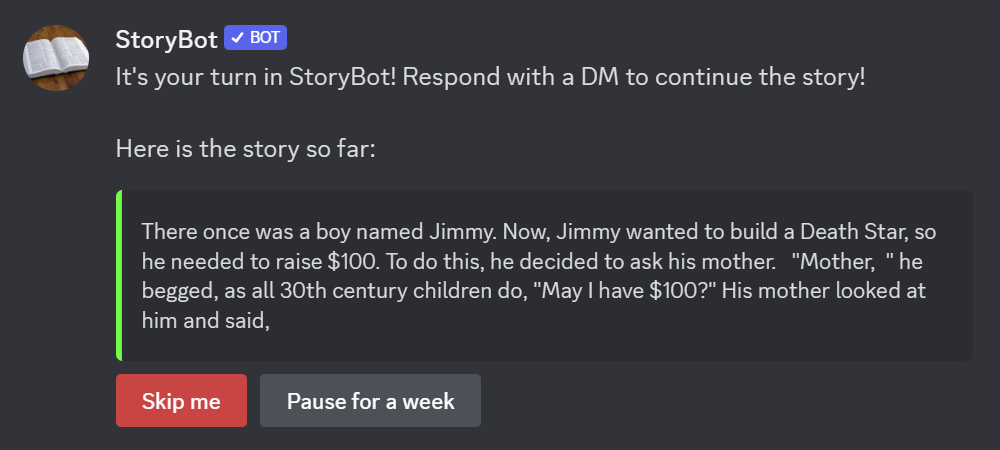 StoryBot ✓ BOT
It's your turn in StoryBot! Respond with a DM to continue the story!
Here is the story so far:
There once was a boy named Jimmy. Now, Jimmy wanted to build a Death Star, so
he needed to raise $100. To do this, he decided to ask his mother.   "Mother,  " he
begged, as all 30th century children do, "May I have $100?" His mother looked at
him and said,
Skip me
Pause for a week